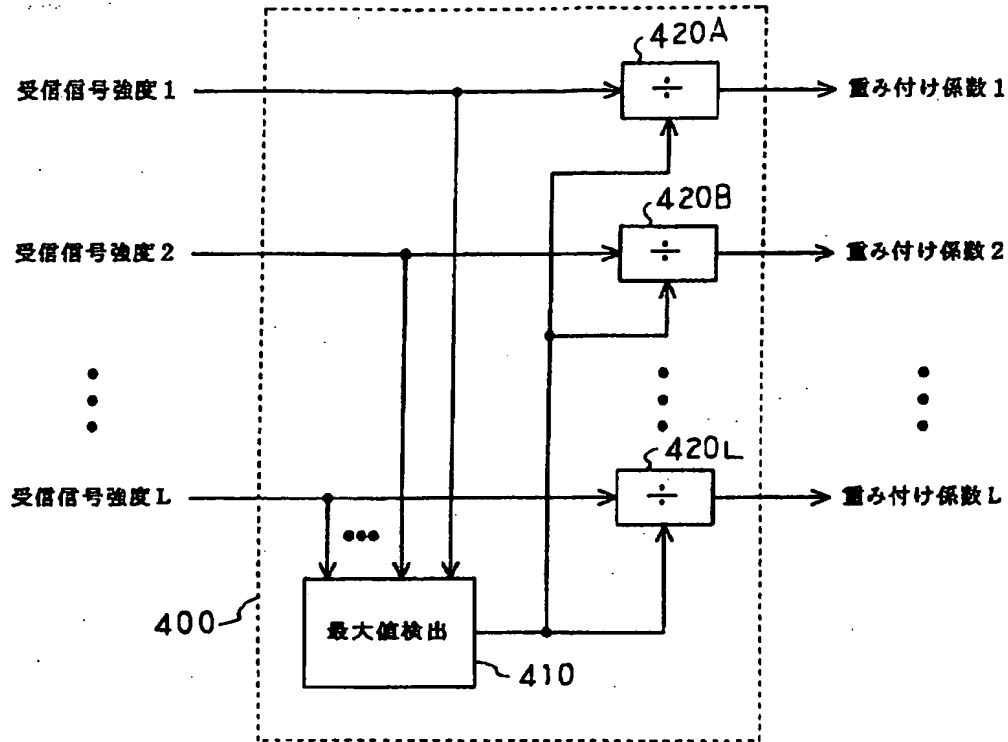 420A
受信信号強度1
÷
重み付け係数1
420B
受信信号強度2
÷
重み付け係数2
420L
受信信号強度L
÷
重み付け係数L
400
最大値検出
410